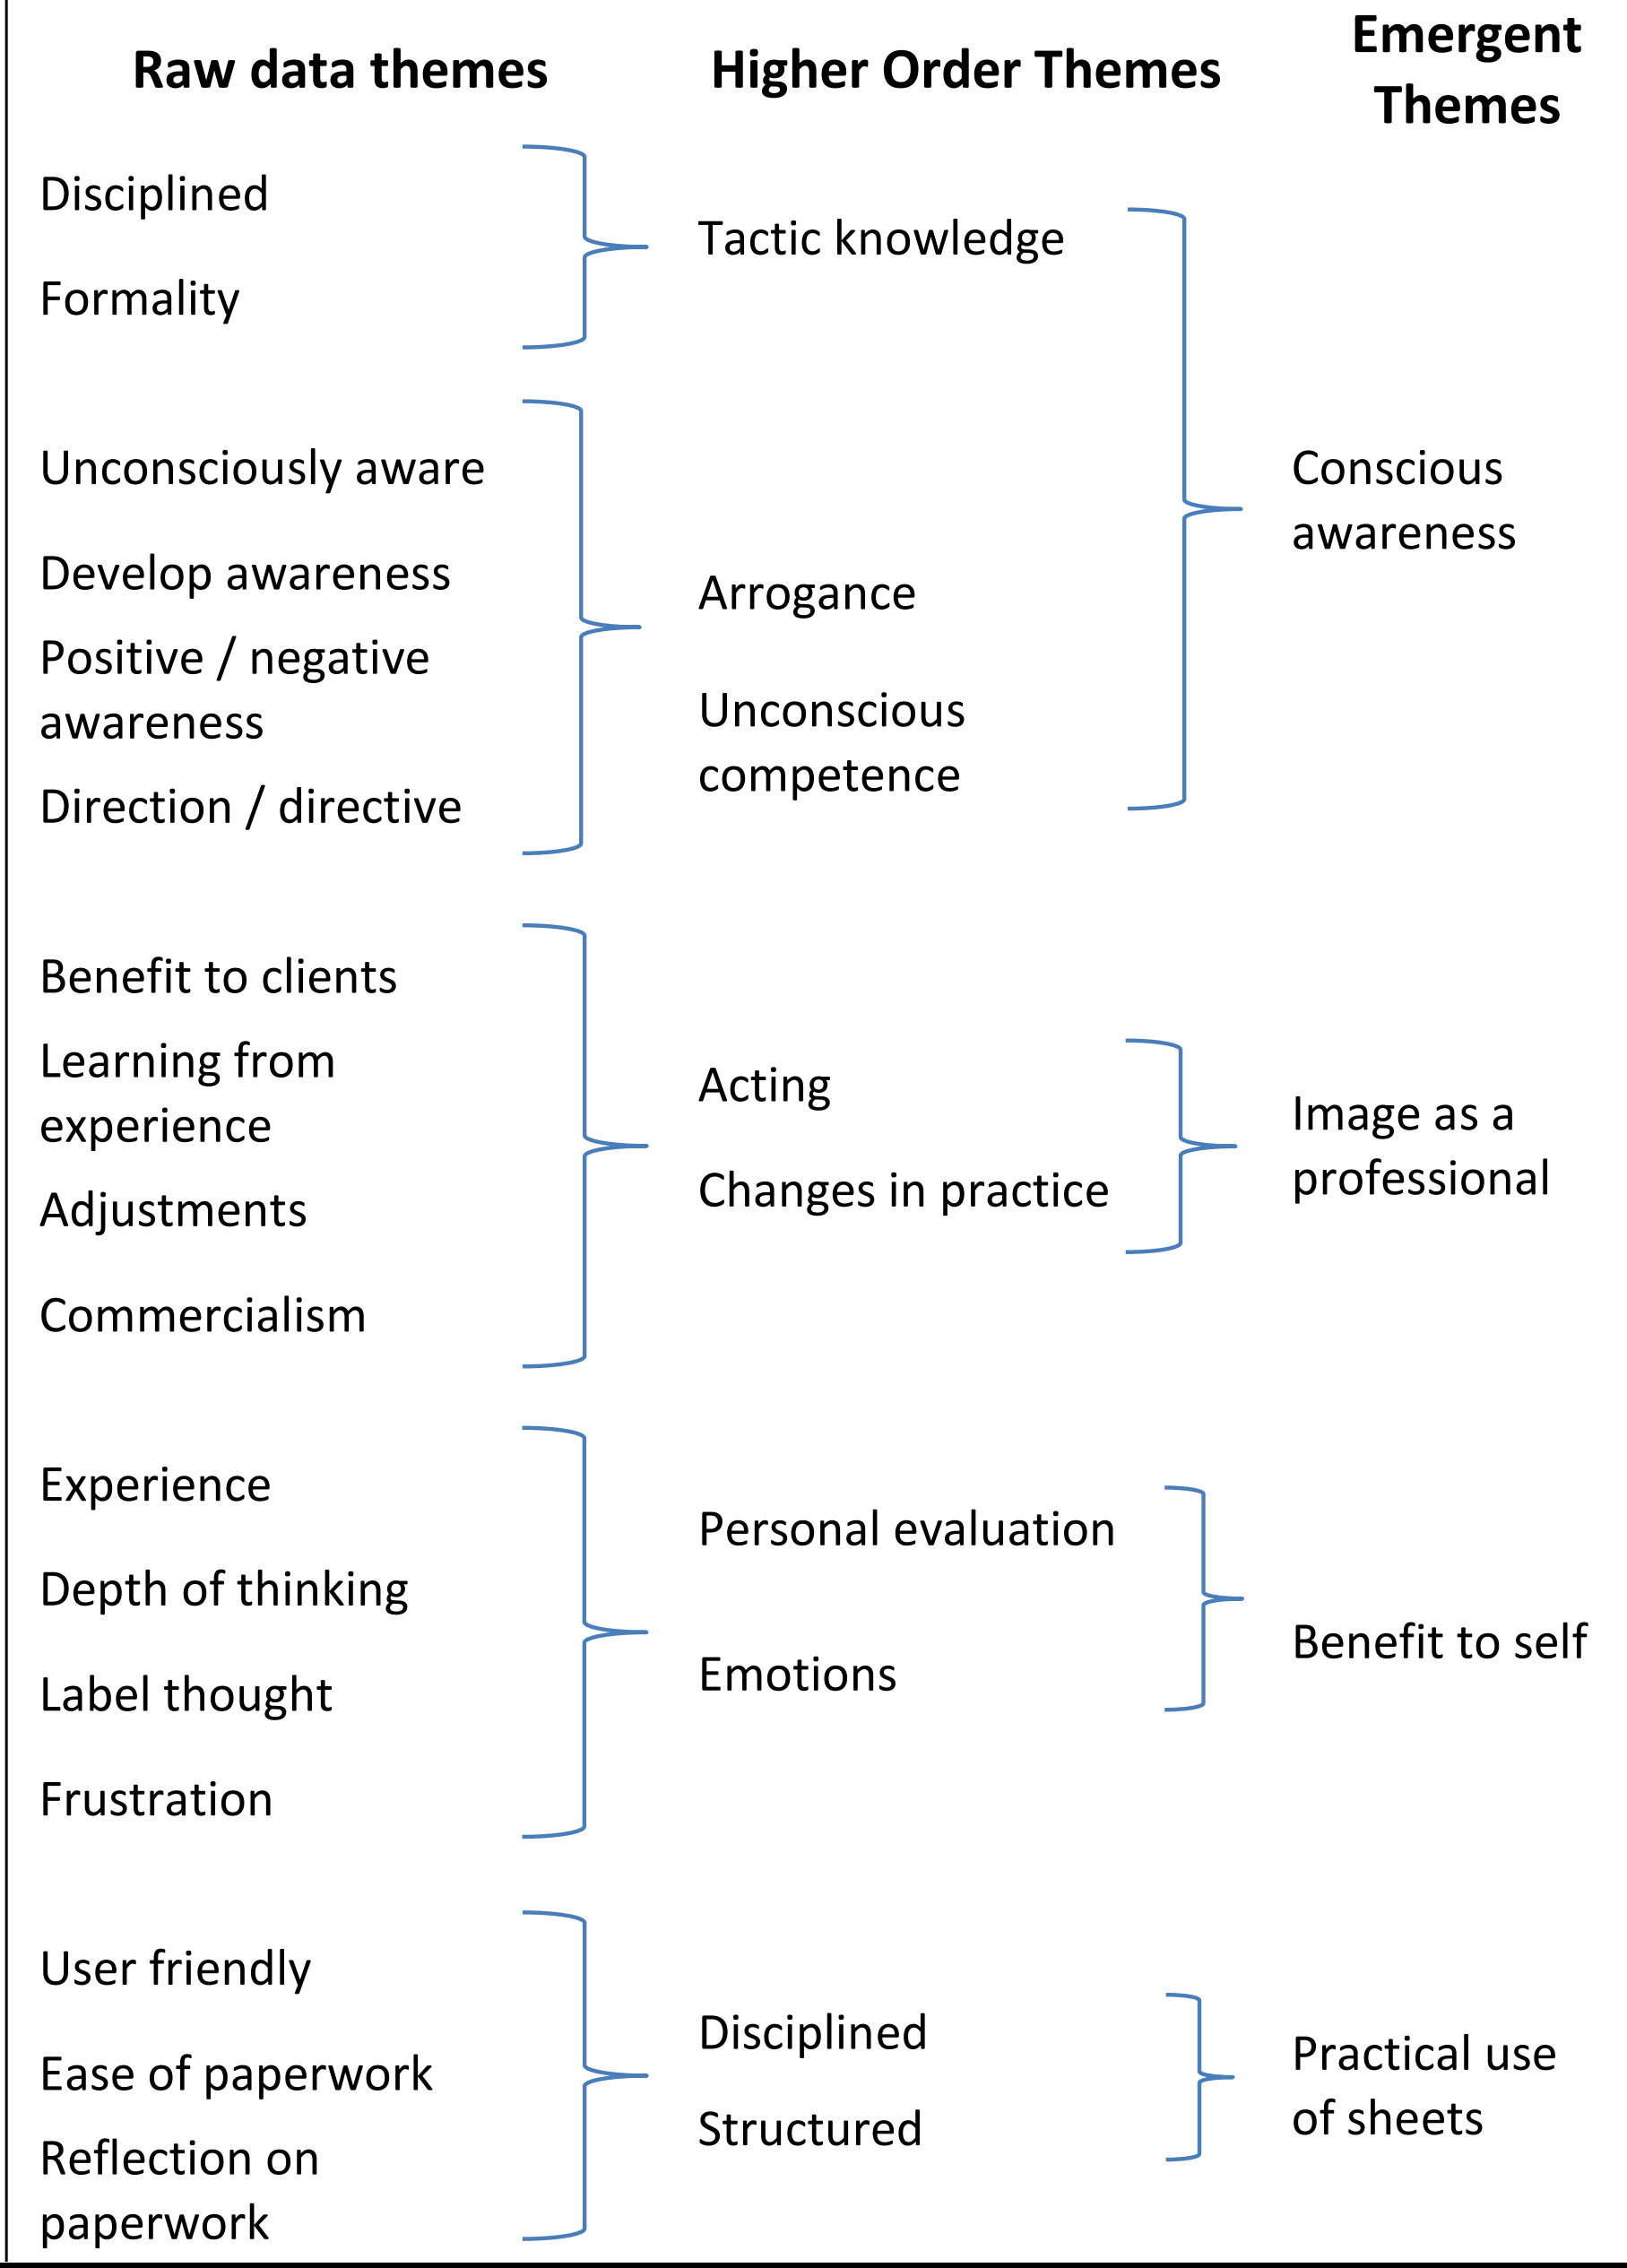 Raw data themes
Higher Order Themes
Emergent
Themes
Disciplined
Formality
Tactic knowledge
Unconsciously aware
Develop awareness
Positive / negative
awareness
Direction / directive
Arrogance
Unconscious
competence
Conscious
awareness
Benefit to clients
Learning from
experience
Adjustments
Commercialism
Acting
Changes in practice
Image as a
professional
Experience
Depth of thinking
Label thought
Frustration
Personal evaluation
Emotions
Benefit to self
User friendly
Ease of paperwork
Reflection on
paperwork
Disciplined
Structured
Practical use
of sheets